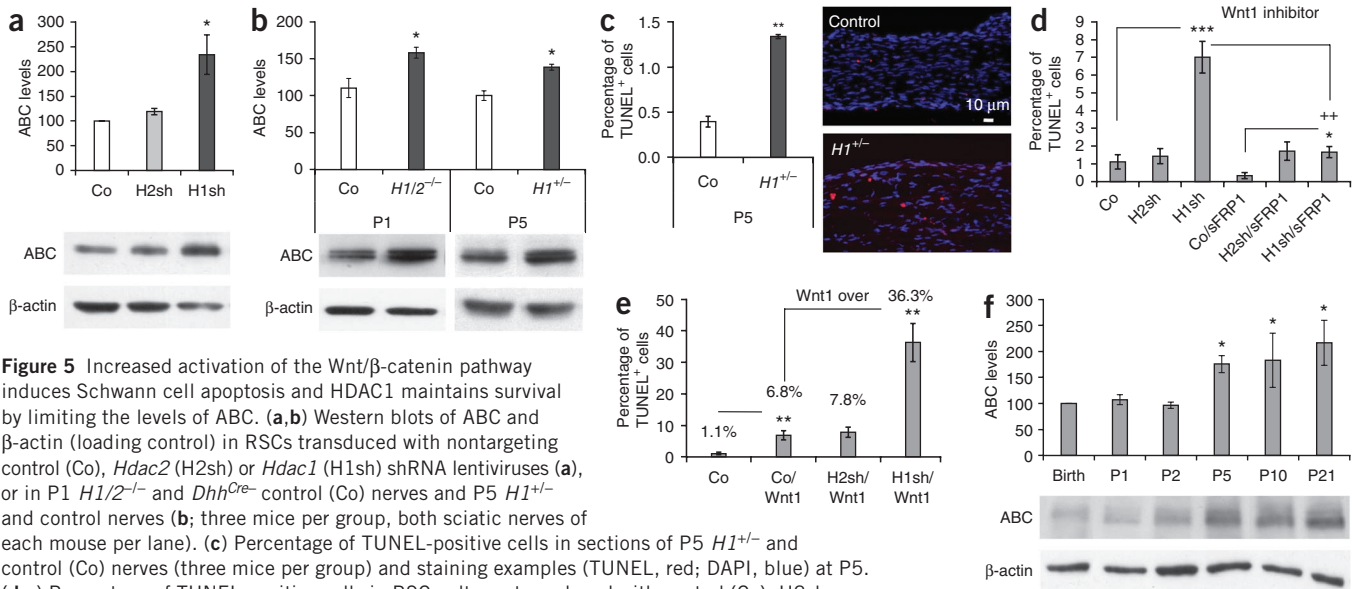 a
ABC levels
300
250
200
150
100
50
0
*
Co
H2sh
H1sh
ABC
β-actin
b
ABC levels
200
150
100
50
0
*
*
Co
H1/2–/–
Co
H1+/–
P1
P5
ABC
β-actin
c
Percentage of
TUNEL+ cells
1.5
1.0
0.5
0.0
**
Co
H1+/–
P5
Control
10 μm
H1+/–
d
Percentage of
TUNEL+ cells
9
8
7
6
5
4
3
2
1
0
Wnt1 inhibitor
***
++
*
Co
H2sh
H1sh
Co/sFRP1
H2sh/sFRP1
H1sh/sFRP1
e
Percentage of
TUNEL+ cells
50
40
30
20
10
0
Wnt1 over
1.1%
6.8%
**
7.8%
36.3%
**
Co
Co/
Wnt1
H2sh/
Wnt1
H1sh/
Wnt1
f
ABC levels
300
250
200
150
100
50
0
*
*
*
Birth
P1
P2
P5
P10
P21
ABC
β-actin
Figure 5 Increased activation of the Wnt/β-catenin pathway
induces Schwann cell apoptosis and HDAC1 maintains survival
by limiting the levels of ABC. (a,b) Western blots of ABC and
β-actin (loading control) in RSCs transduced with nontargeting
control (Co), Hdac2 (H2sh) or Hdac1 (H1sh) shRNA lentiviruses (a),
or in P1 H1/2–/– and DhhCre– control (Co) nerves and P5 H1+/–
and control nerves (b; three mice per group, both sciatic nerves of
each mouse per lane). (c) Percentage of TUNEL-positive cells in sections of P5 H1+/– and
control (Co) nerves (three mice per group) and staining examples (TUNEL, red; DAPI, blue) at P5.